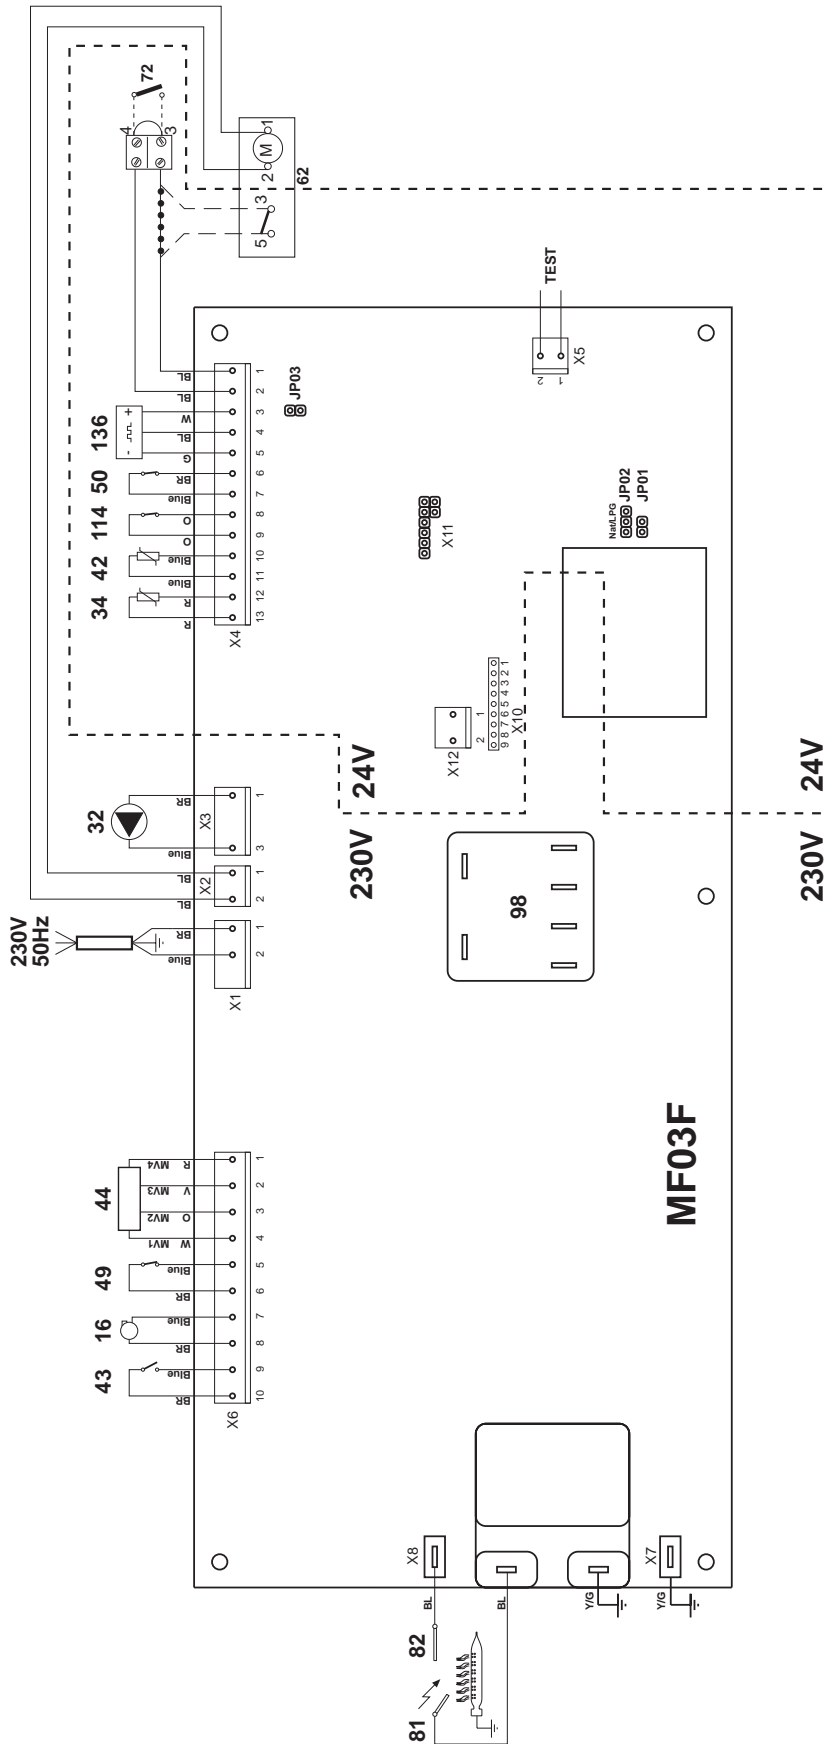 72
4
3
1
M
2
62
3
5
TEST
X5
2
1
BL
BL
W
BL
G
BR
Blue
O
O
Blue
Blue
R
R
1
2
3
4
5
6
7
8
9
10
11
12
13
X4
JP03
136
+
-
50
114
42
34
X11
Nat/LPG
JP02
JP01
X12
2
1
X10
9 8 7 6 5 4 3 2 1
24V
230V
24V
230V
32
BR
Blue
X3
1
3
BL
BL
X2
1
2
230V
50Hz
BR
Blue
X1
1
2
98
MF03F
44
MV4
MV3
MV2
MV1
R
V
O
W
49
Blue
BR
16
Blue
BR
43
Blue
BR
1
2
3
4
5
6
7
8
9
10
X6
X8
BL
BL
Y/G
X7
Y/G
82
81